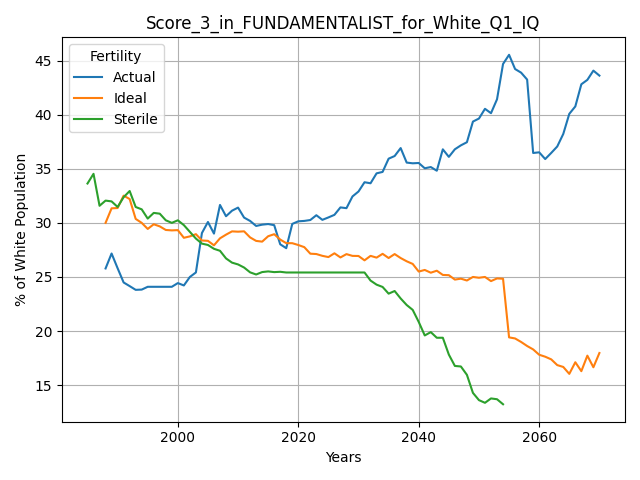 Score_3_in_FUNDAMENTALIST_for_White_Q1_IQ
Fertility
Actual
Ideal
Sterile
% of White Population
45
40
35
30
25
20
15
2000
2020
2040
2060
Years